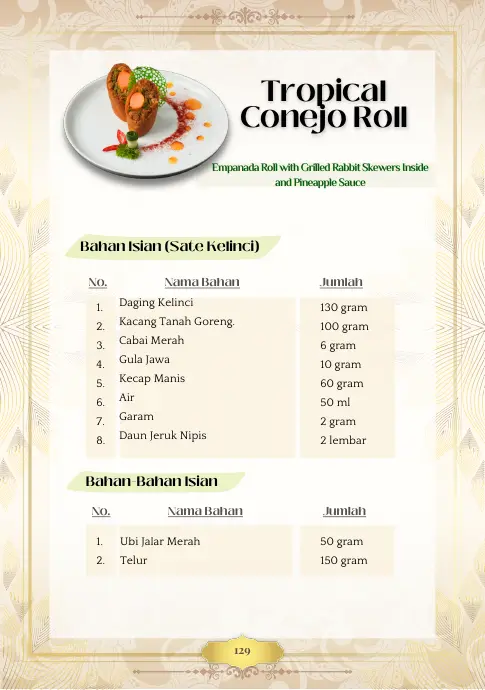 Tropical
Conejo Roll
Empanada Roll with Grilled Rabbit Skewers Inside
and Pineapple Sauce
Bahan Isian (Sate Kelinci)
No. Nama Bahan Jumlah
1. Daging Kelinci 130 gram
2. Kacang Tanah Goreng. 100 gram
3. Cabai Merah 6 gram
4. Gula Jawa 10 gram
5. Kecap Manis 60 gram
6. Air 50 ml
7. Garam 2 gram
8. Daun Jeruk Nipis 2 lembar
Bahan-Bahan Isian
No. Nama Bahan Jumlah
1. Ubi Jalar Merah 50 gram
2. Telur 150 gram
129